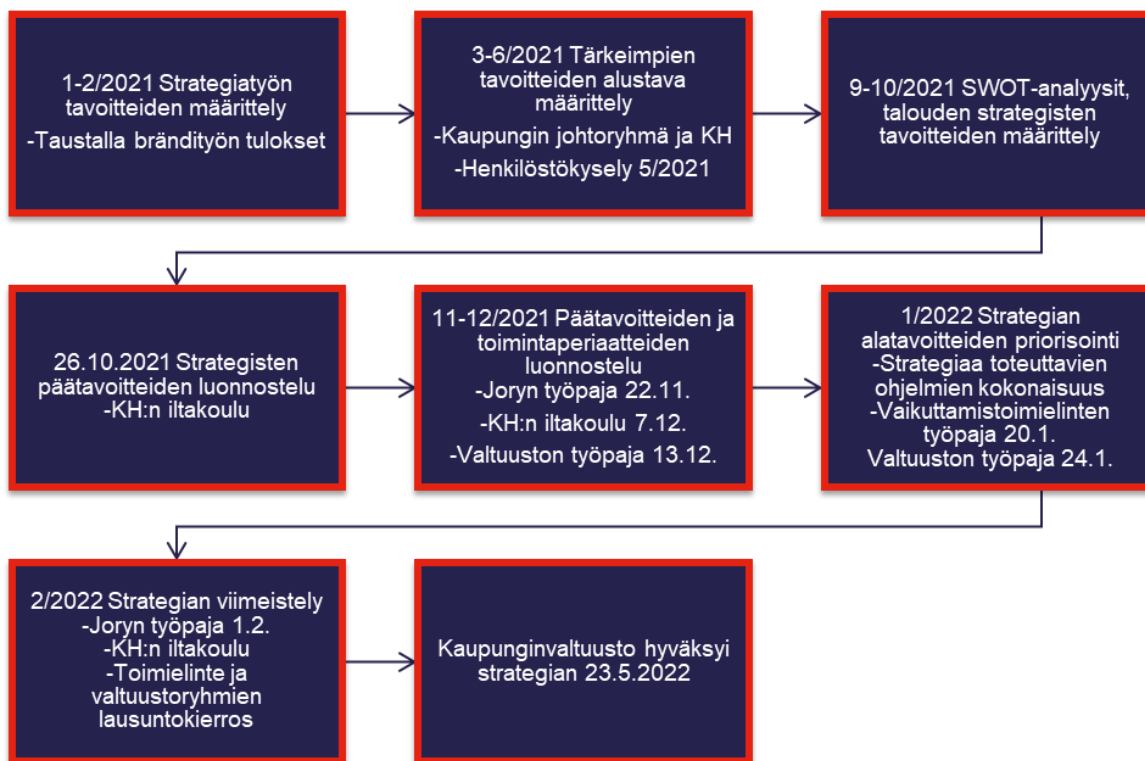 1-2/2021 Strategiatyön
tavoitteiden määrittely
-Taustalla brändityön tulokset
3-6/2021 Tärkeimpien
tavoitteiden alustava
määrittely
-Kaupungin johtoryhmä ja KH
-Henkilöstökysely 5/2021
9-10/2021 SWOT-analyysit,
talouden strategisten
tavoitteiden määrittely
26.10.2021 Strategisten
päätavoitteiden luonnostelu
-KH:n iltakoulu
11-12/2021 Päätavoitteiden ja
toimintaperiaatteiden
luonnostelu
-Joryn työpaja 22.11.
-KH:n iltakoulu 7.12.
-Valtuuston työpaja 13.12.
1/2022 Strategian
alatavoitteiden priorisointi
-Strategiaa toteuttavien
ohjelmien kokonaisuus
-Vaikuttamistoimielinten
työpaja 20.1.
Valtuuston työpaja 24.1.
2/2022 Strategian viimeistely
-Joryn työpaja 1.2.
-KH:n iltakoulu
-Toimielinte ja
valtuustoryhmien
lausuntokierros
Kaupunginvaltuusto hyväksyi
strategian 23.5.2022